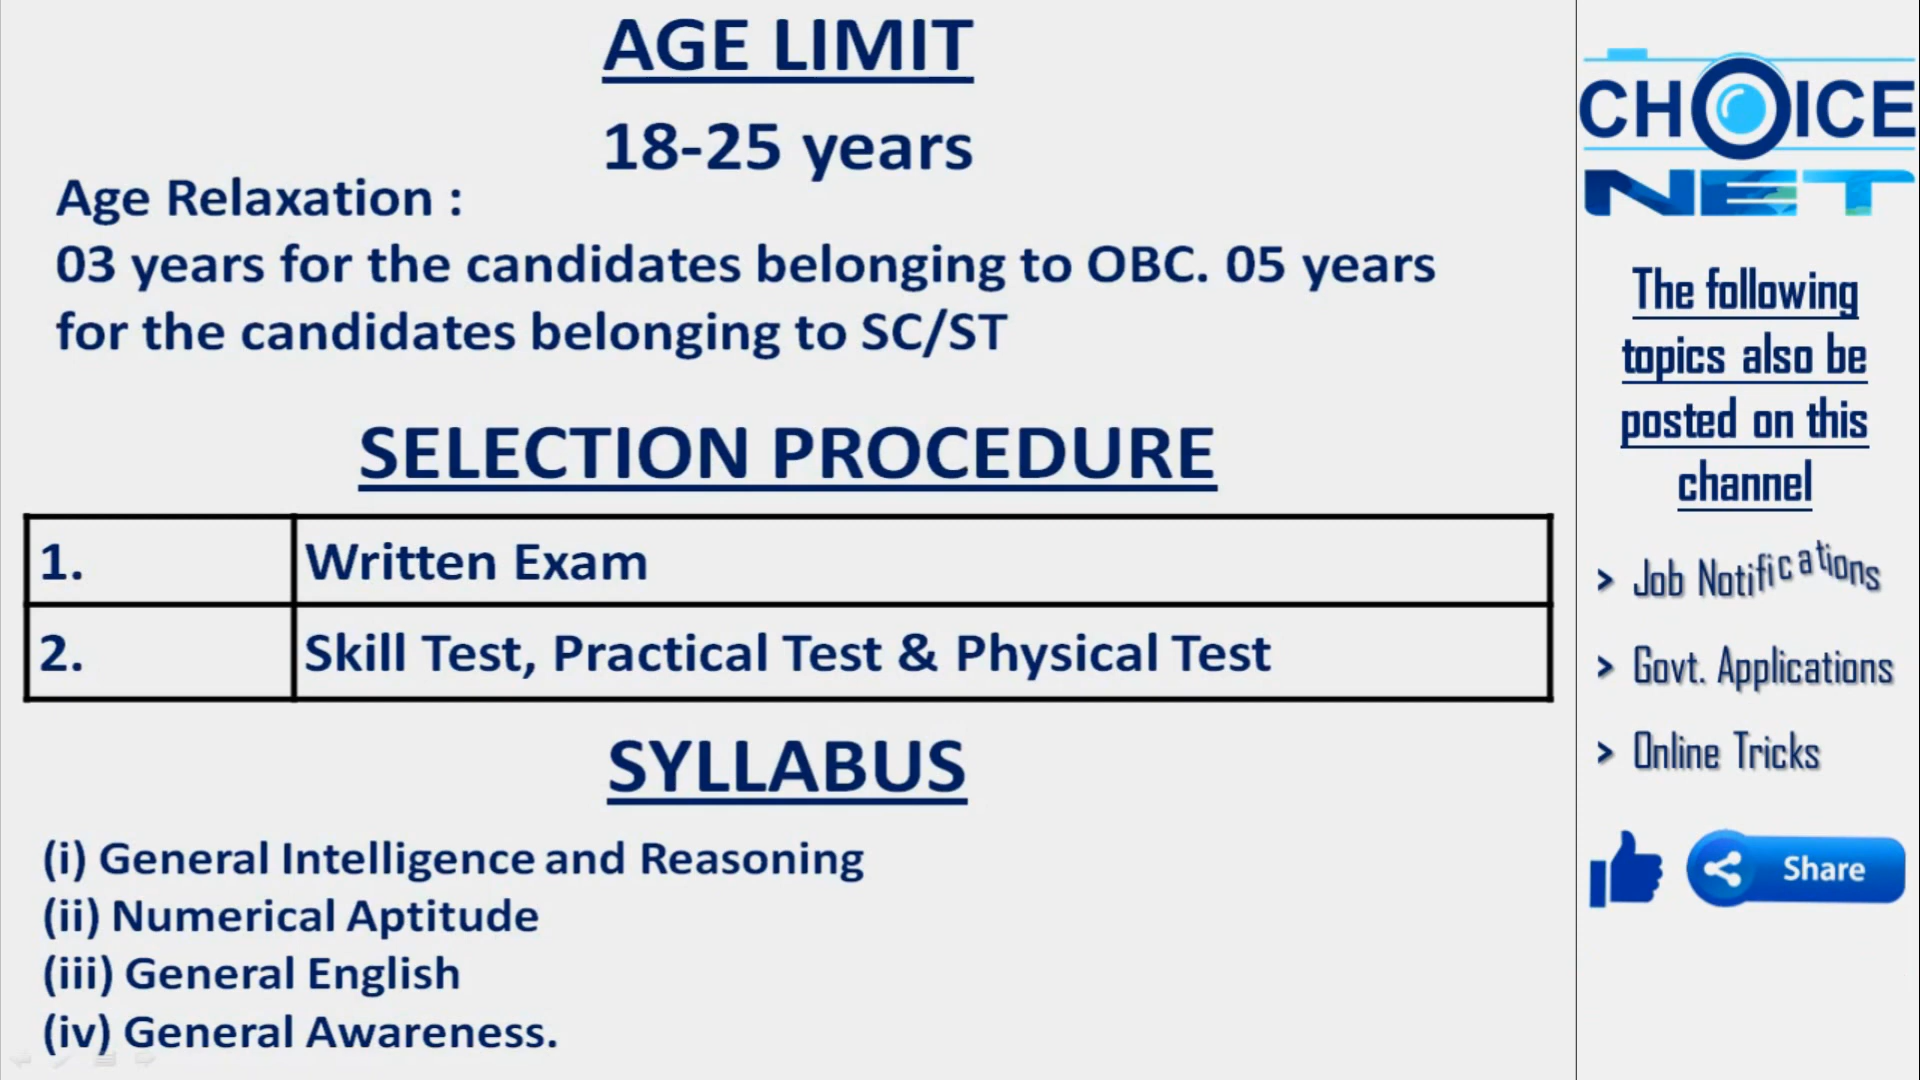 AGE LIMIT
18-25 years
Age Relaxation :
03 years for the candidates belonging to OBC. 05 years
for the candidates belonging to SC/ST
SELECTION PROCEDURE
1. Written Exam
2. Skill Test, Practical Test & Physical Test
SYLLABUS
(i) General Intelligence and Reasoning
(ii) Numerical Aptitude
(iii) General English
(iv) General Awareness.
CHOICE
NET
The following
topics also be
posted on this
channel
> Job Notifications
> Govt. Applications
> Online Tricks
Share